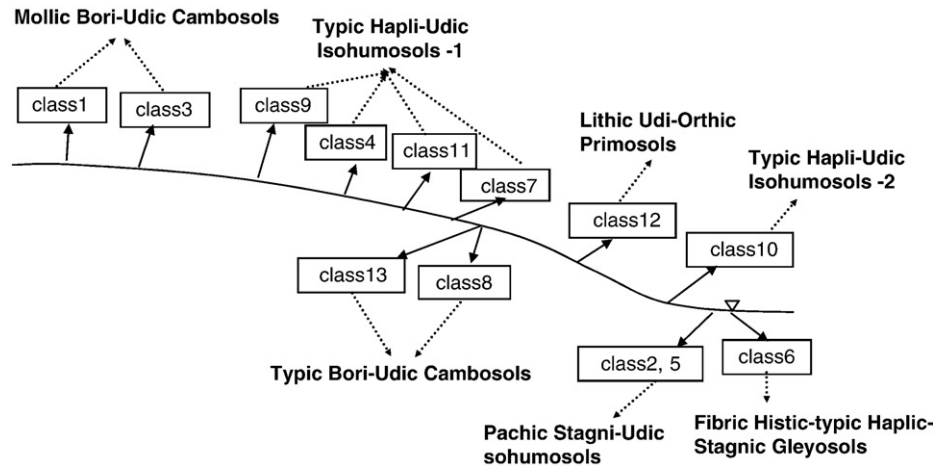 Mollic Bori-Udic Cambosols
Typic Hapli-Udic
Isohumosols -1
class1
class3
class9
class4
class11
class7
Lithic Udi-Orthic
Primosols
Typic Hapli-Udic
Isohumosols -2
class12
class10
class13
class8
class2, 5
class6
Typic Bori-Udic Cambosols
Pachic Stagni-Udic
sohumosols
Fibric Histic-typic Haplic-
Stagnic Gleyosols